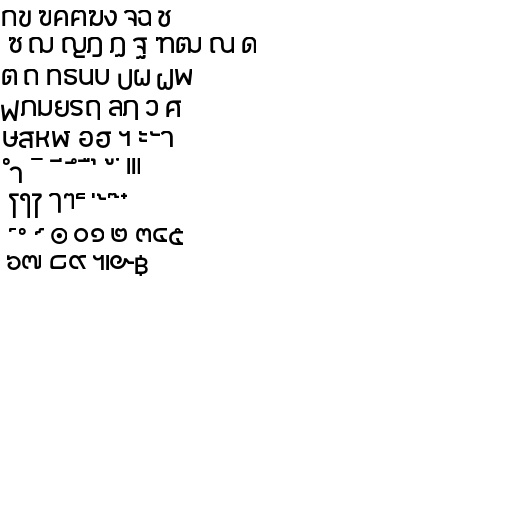 กข ฃคฅฆง จฉ ช
ซ ฌ ญฎ ฏ ฐ ฑฒ ณ ด
ต ถ ทธนบ ปผ ฝพ
ฟภมยรฤ ลฦ ว ศ
ษสหฬ อฮ ฯ ะ ั า
ำ ิ ี ึ ื ุ ู ฺ เแ
โใไ ๅๆ ็ ่ ้ ๊ ๋
์ ํ ๎ ๏ ๐๑ ๒ ๓๔๕
๖๗ ๘๙ ๚๛฿